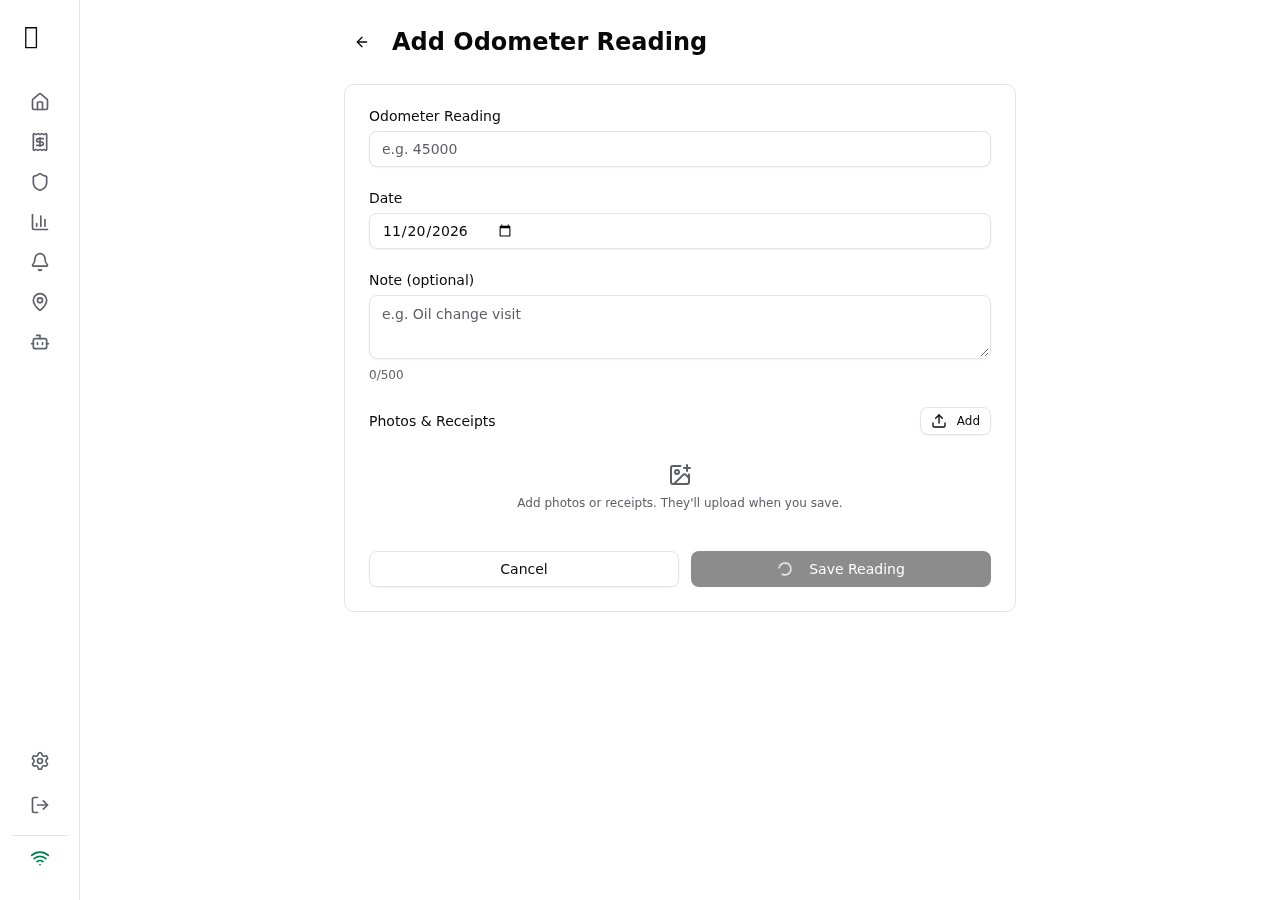 Add Odometer Reading
Odometer Reading
e.g. 45000
Date
11/20/2026
Note (optional)
e.g. Oil change visit
0/500
Photos & Receipts
Add
Add photos or receipts. They'll upload when you save.
Cancel
Save Reading